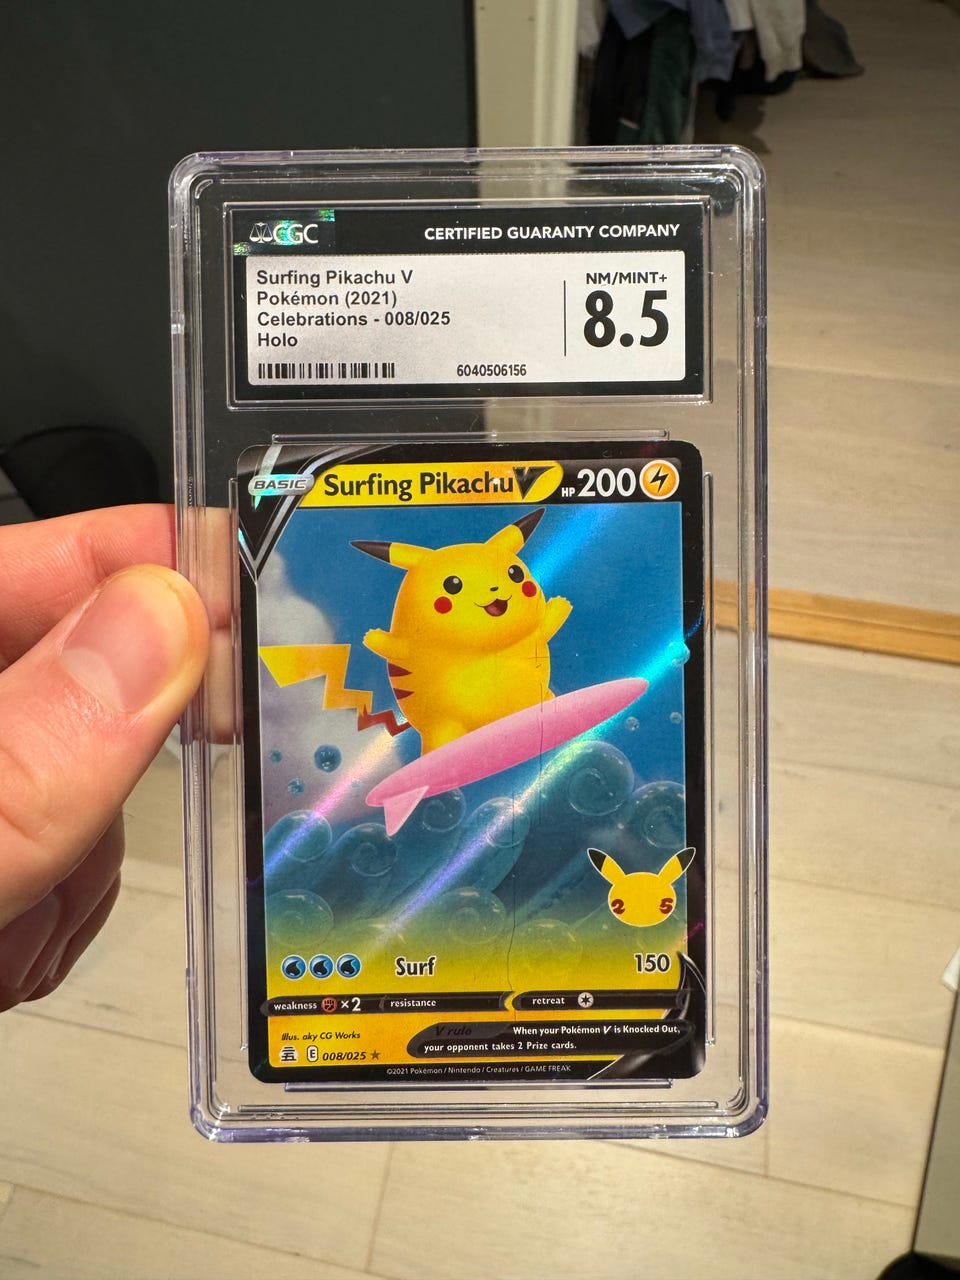 CGC
CERTIFIED GUARANTY COMPANY
Surfing Pikachu V
Pokémon (2021)
Celebrations - 008/025
Holo
NM/MINT+
8.5
6040506156
BASIC Surfing Pikachu V HP 200
25
Surf 150
weakness ×2 resistance retreat
V rule When your Pokémon V is Knocked Out,
your opponent takes 2 Prize cards.
Illus. aky CG Works
E 008/025
©2021 Pokémon / Nintendo / Creatures / GAME FREAK